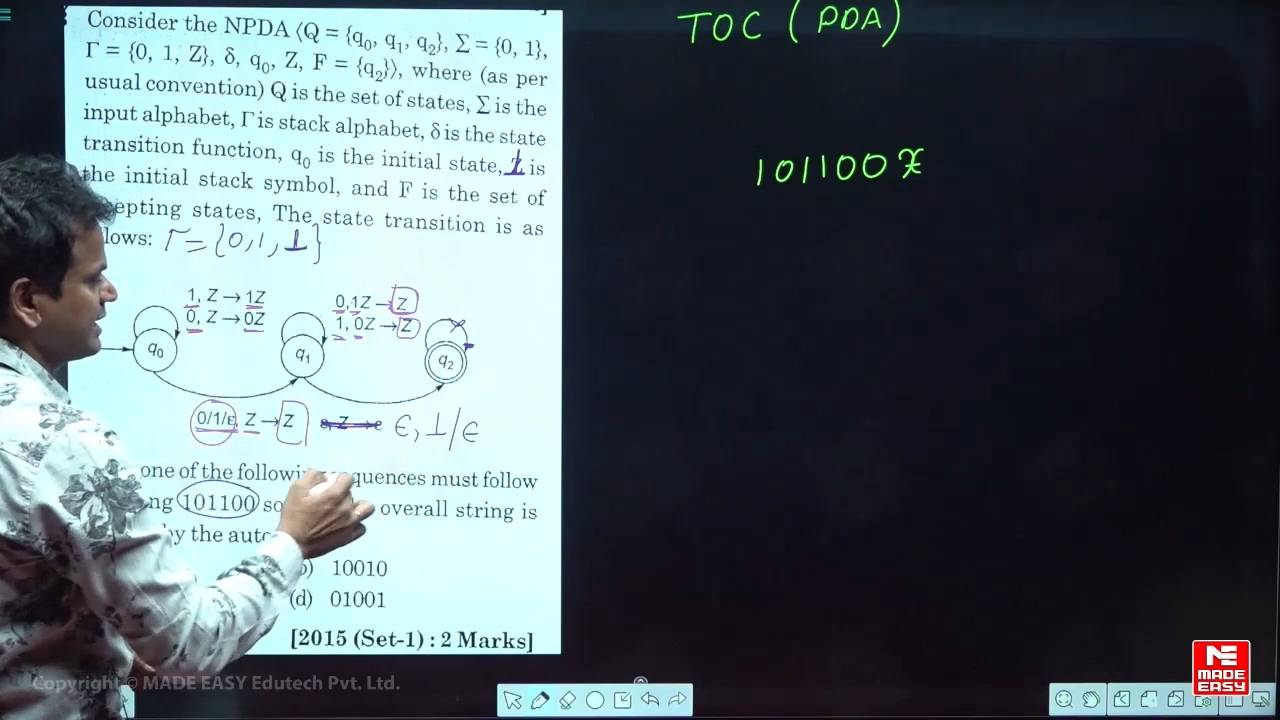 TOC (PDA)
Consider the NPDA ⟨Q = {q0, q1, q2}, Σ = {0, 1},
Γ = {0, 1, Z}, δ, q0, Z, F = {q2}⟩, where (as per
usual convention) Q is the set of states, Σ is the
input alphabet, Γ is stack alphabet, δ is the state
transition function, q0 is the initial state, ⊥ is
the initial stack symbol, and F is the set of
accepting states, The state transition is as
Γ = {0, 1, ⊥}
101100 x
1, Z → 1Z
0, Z → 0Z
0, 1Z → Z
1, 0Z → Z
q0
q1
q2
0/1/ε, Z → Z
ϵ, ⊥/ϵ
one of the following sequences must follow
101100 overall string is
by the
10010
(d) 01001
[2015 (Set-1) : 2 Marks]
Copyright © MADE EASY Edutech Pvt. Ltd.
MADE
EASY